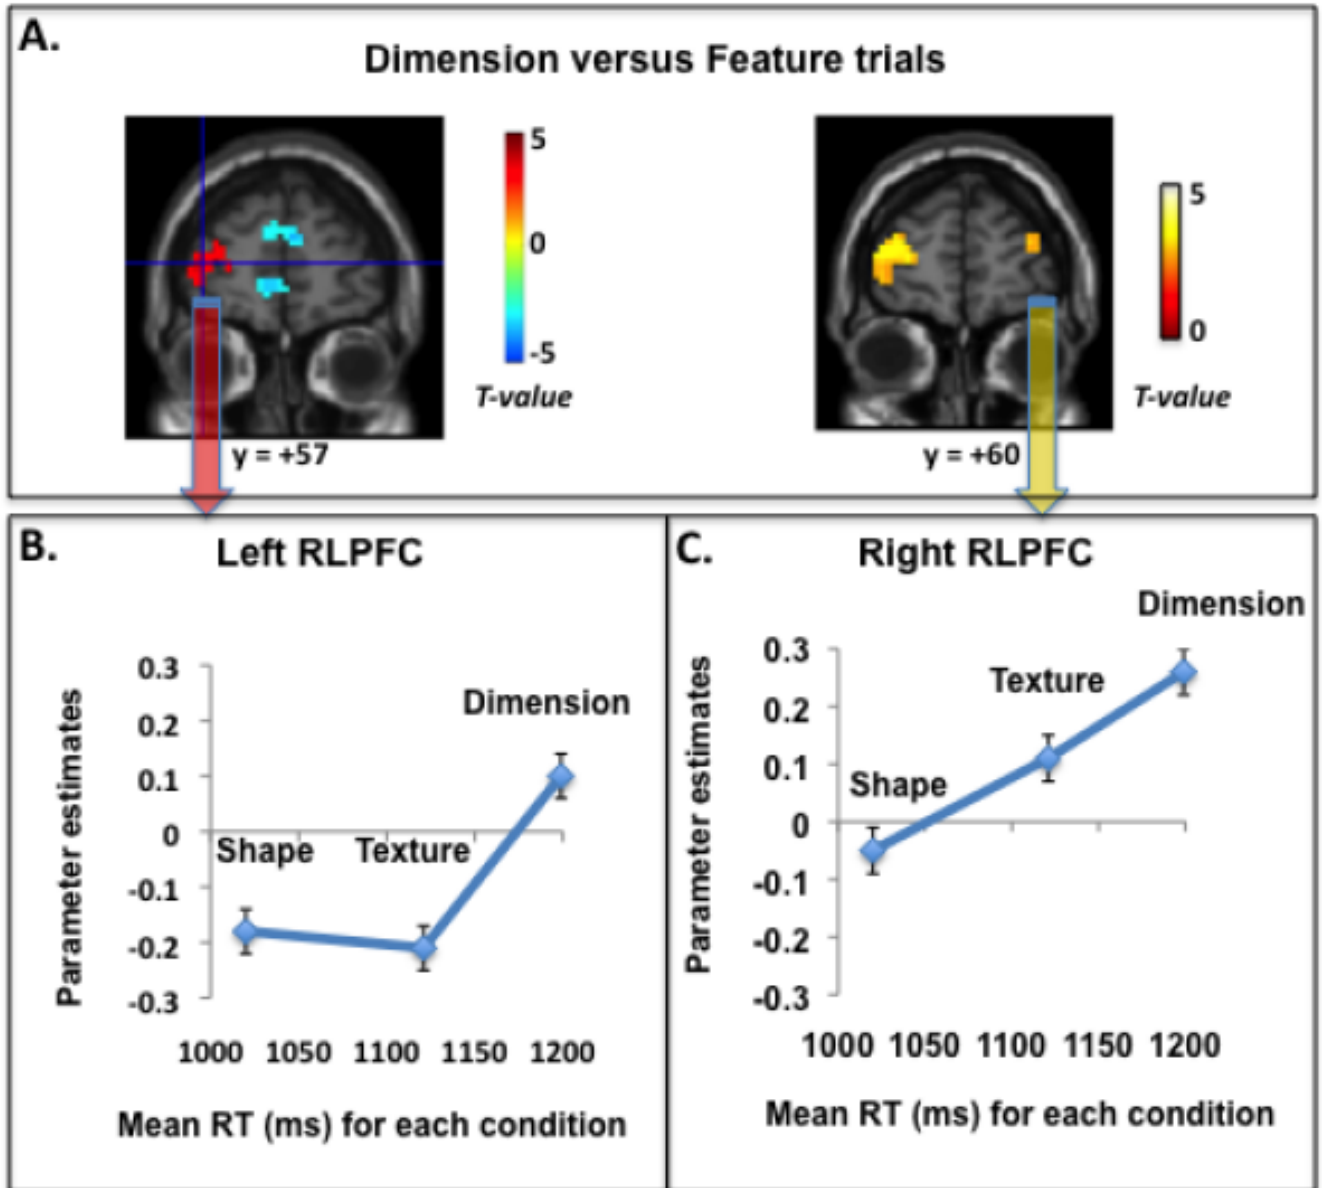 A.
Dimension versus Feature trials
5
0
-5
T-value
y = +57
5
0
T-value
y = +60
B.
Left RLPFC
0.3
0.2
0.1
0
-0.1
-0.2
-0.3
Parameter estimates
Shape
Texture
Dimension
1000 1050 1100 1150 1200
Mean RT (ms) for each condition
C.
Right RLPFC
0.3
0.2
0.1
0
-0.1
-0.2
-0.3
Parameter estimates
Shape
Texture
Dimension
1000 1050 1100 1150 1200
Mean RT (ms) for each condition